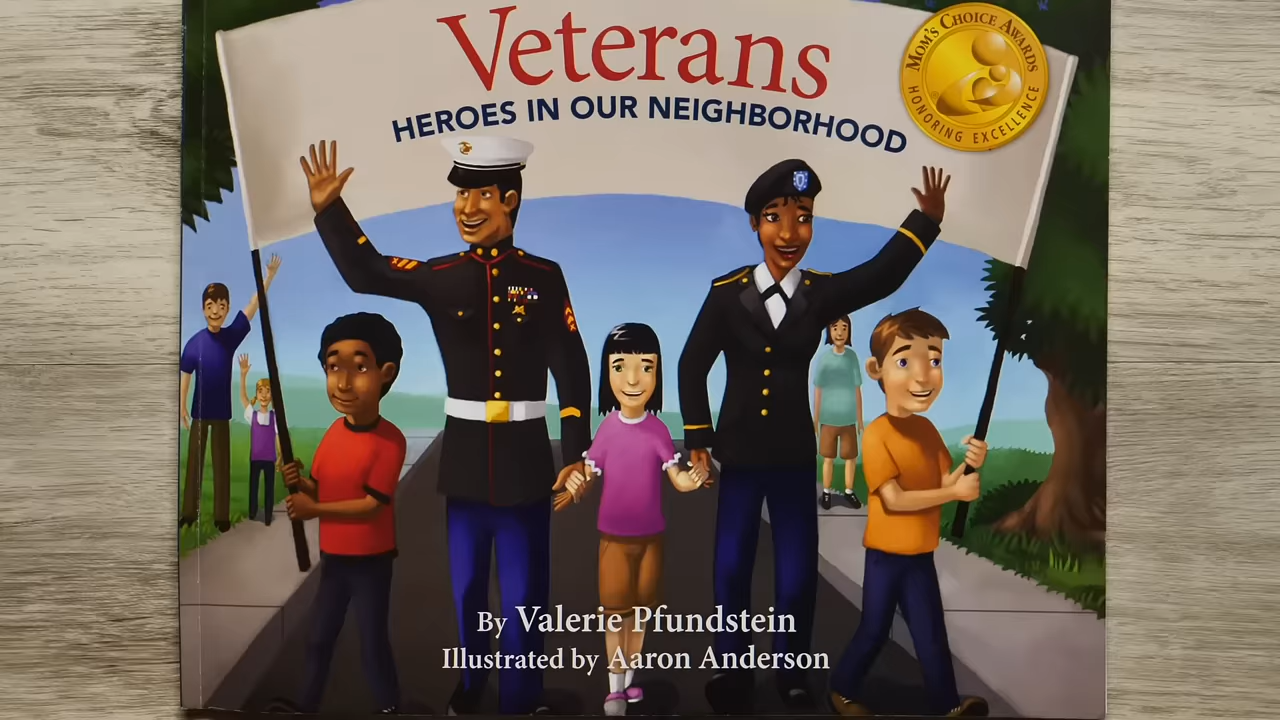 Veterans
HEROES IN OUR NEIGHBORHOOD
MOM'S CHOICE AWARDS
HONORING EXCELLENCE
By Valerie Pfundstein
Illustrated by Aaron Anderson